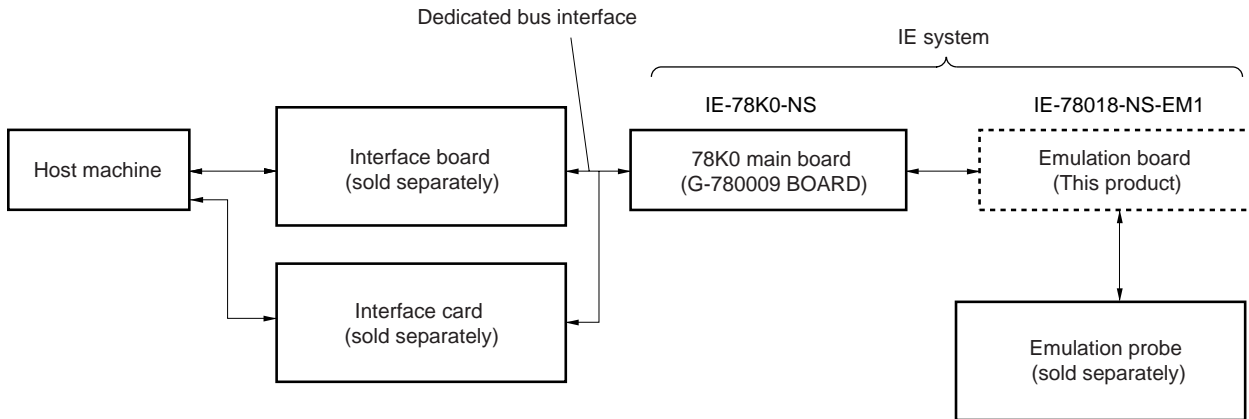 Dedicated bus interface
IE system
IE-78K0-NS
IE-78018-NS-EM1
Host machine
Interface board
(sold separately)
78K0 main board
(G-780009 BOARD)
Emulation board
(This product)
Interface card
(sold separately)
Emulation probe
(sold separately)